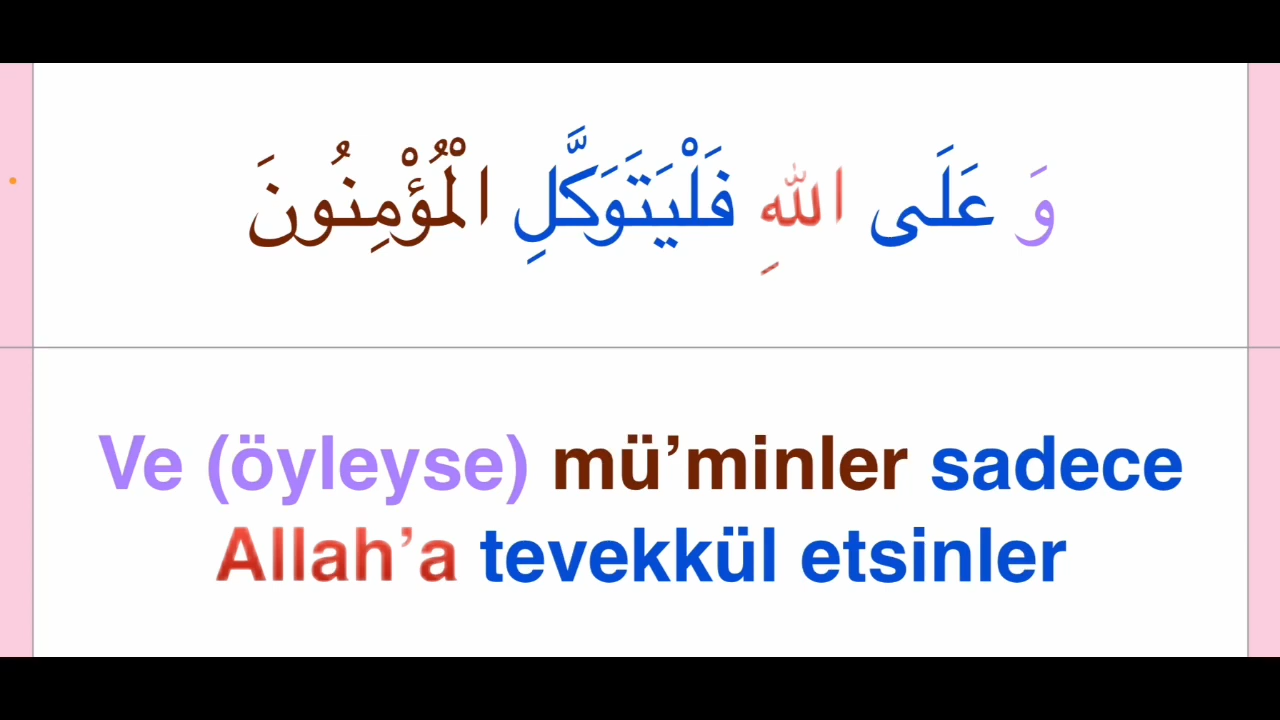 وَ عَلَى اللّٰهِ فَلْيَتَوَكَّلِ الْمُؤْمِنُونَ
Ve (öyleyse) mü’minler sadece
Allah’a tevekkül etsinler